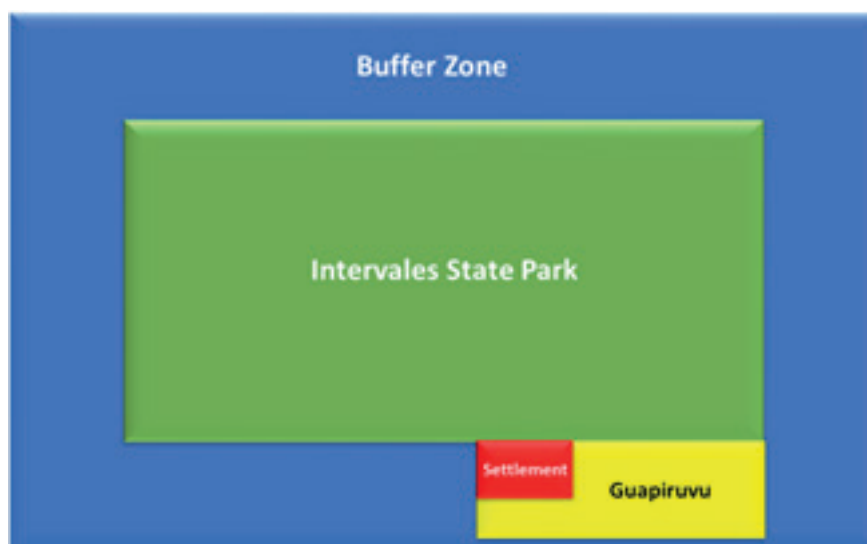 Buffer Zone
Intervales State Park
Settlement
Guapiruvu